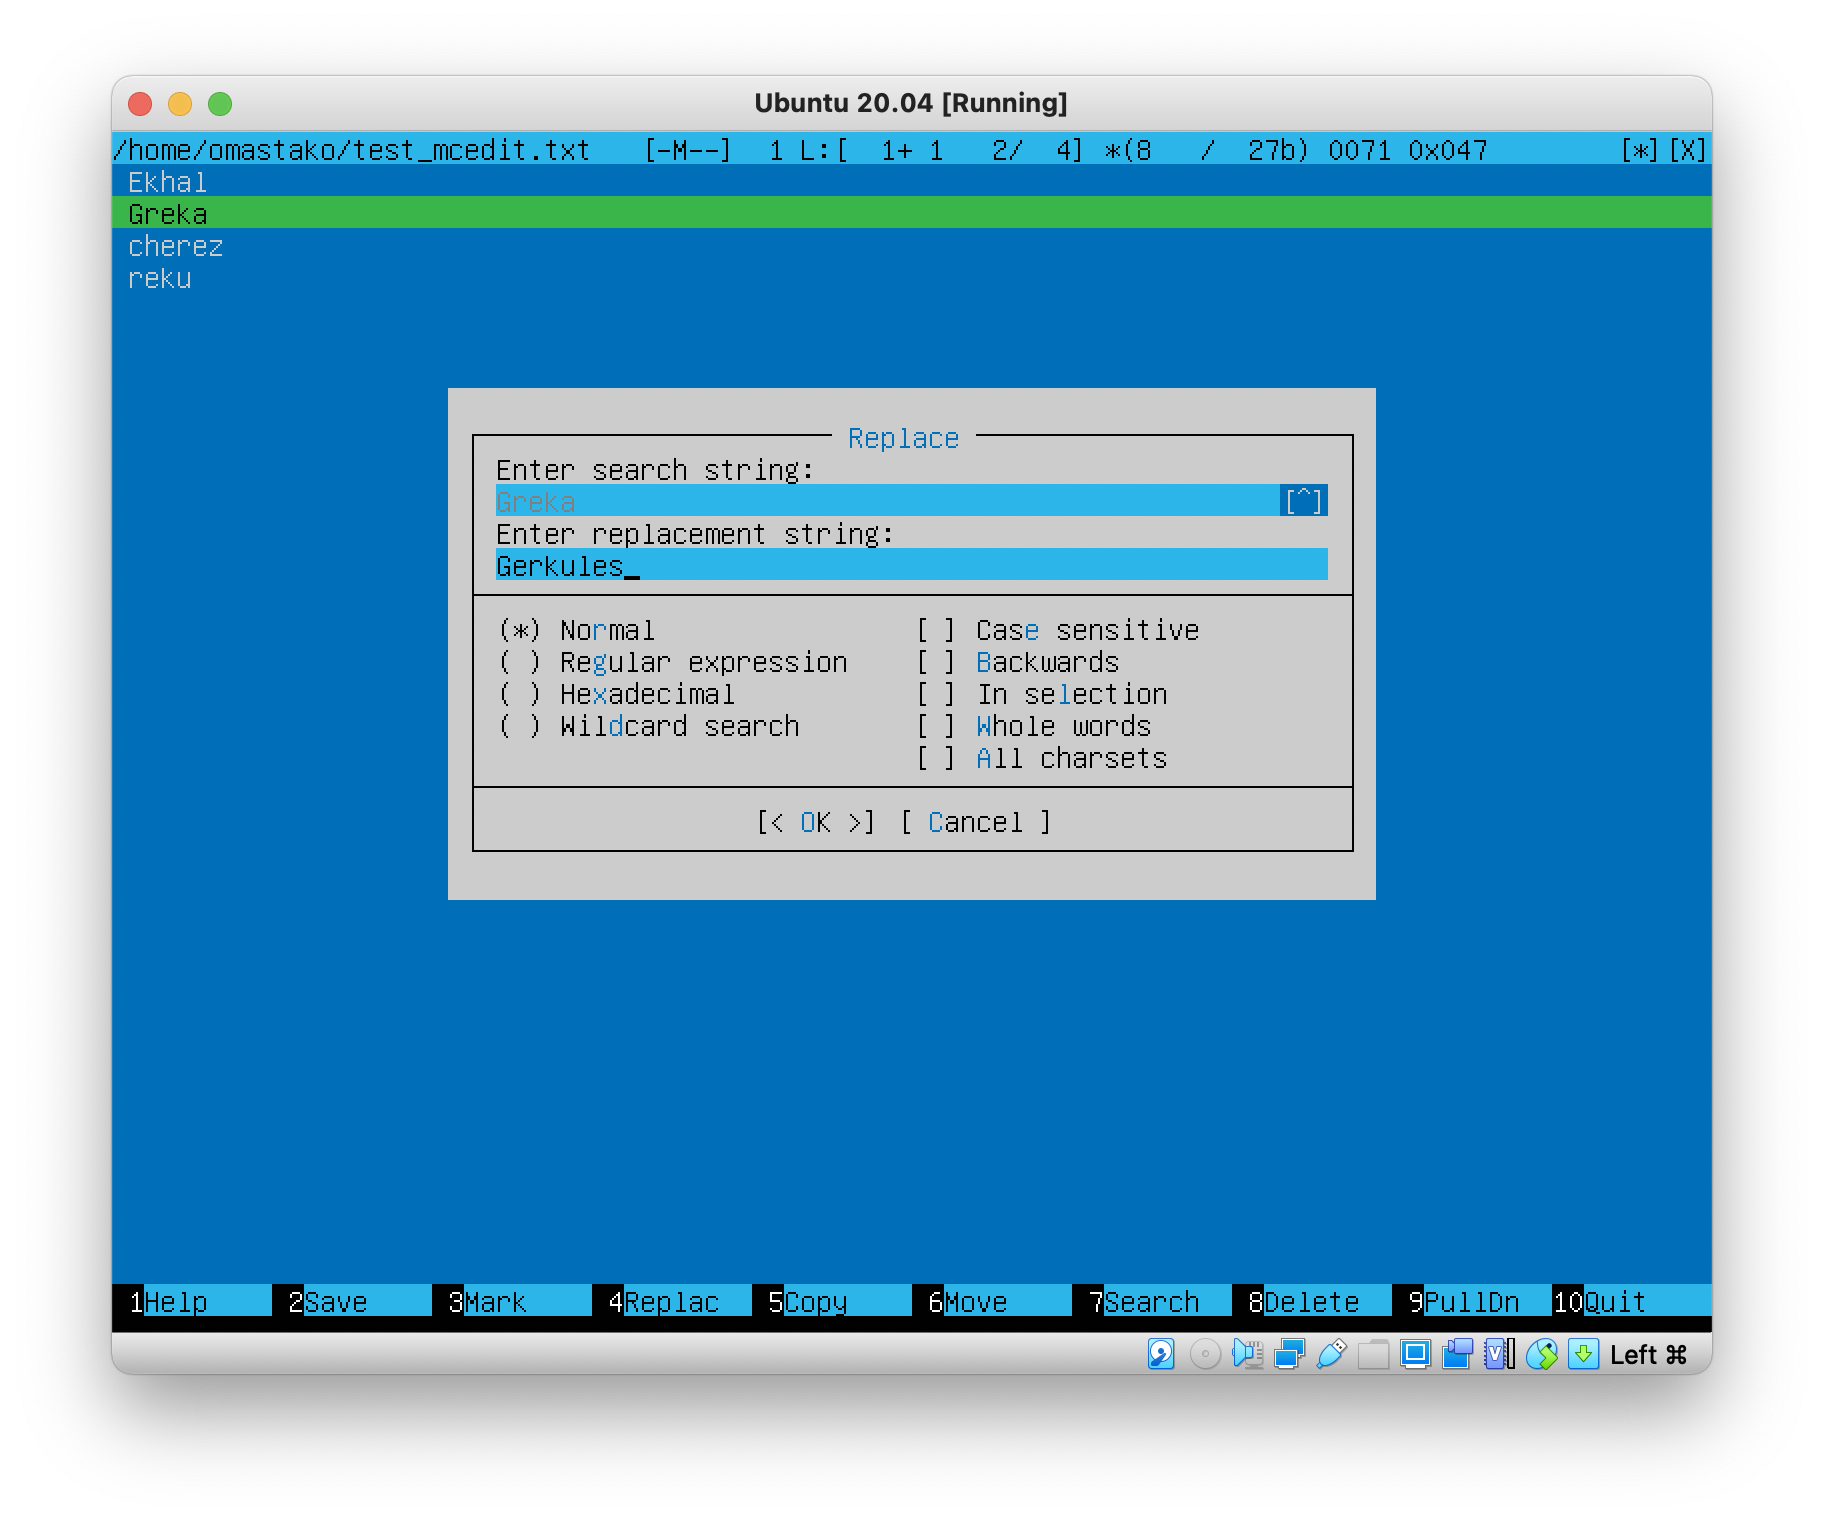 Ubuntu 20.04 [Running]
/home/omastako/test_mcedit.txt [-M--] 1 L:[ 1+ 1 2/ 4] *(8 / 27b) 0071 0x047 [*][X]
Ekhal
Greka
cherez
reku
Replace
Enter search string:
Greka [^]
Enter replacement string:
Gerkules_
(*) Normal [ ] Case sensitive
( ) Regular expression [ ] Backwards
( ) Hexadecimal [ ] In selection
( ) Wildcard search [ ] Whole words
[ ] All charsets
[< OK >] [ Cancel ]
1Help 2Save 3Mark 4Replac 5Copy 6Move 7Search 8Delete 9PullDn 10Quit
Left ⌘